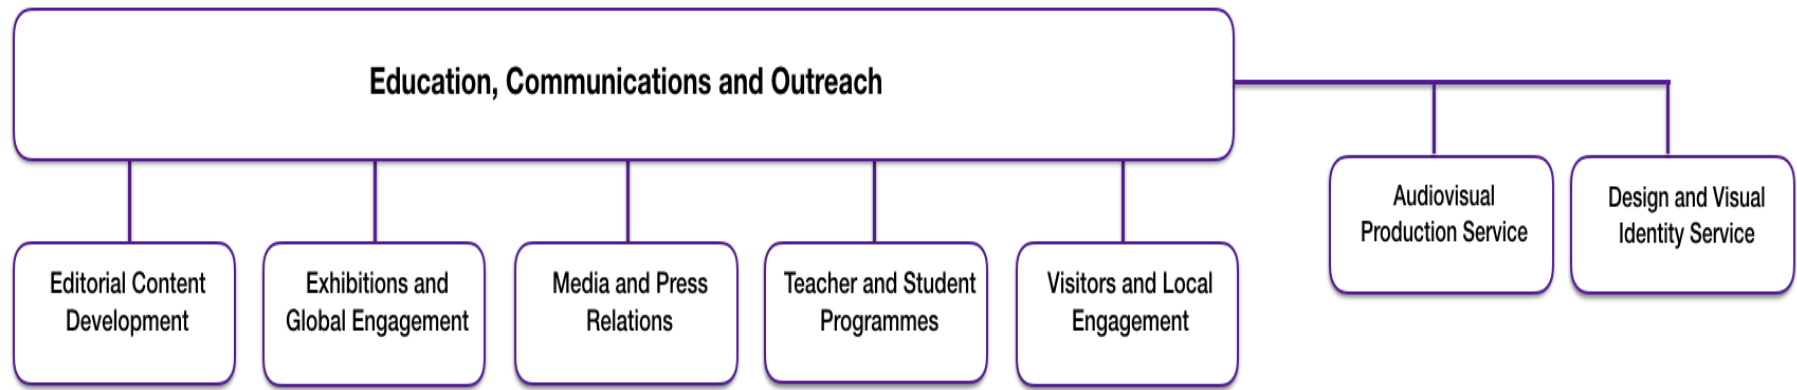 Education, Communications and Outreach
Audiovisual
Production Service
Design and Visual
Identity Service
Editorial Content
Development
Exhibitions and
Global Engagement
Media and Press
Relations
Teacher and Student
Programmes
Visitors and Local
Engagement